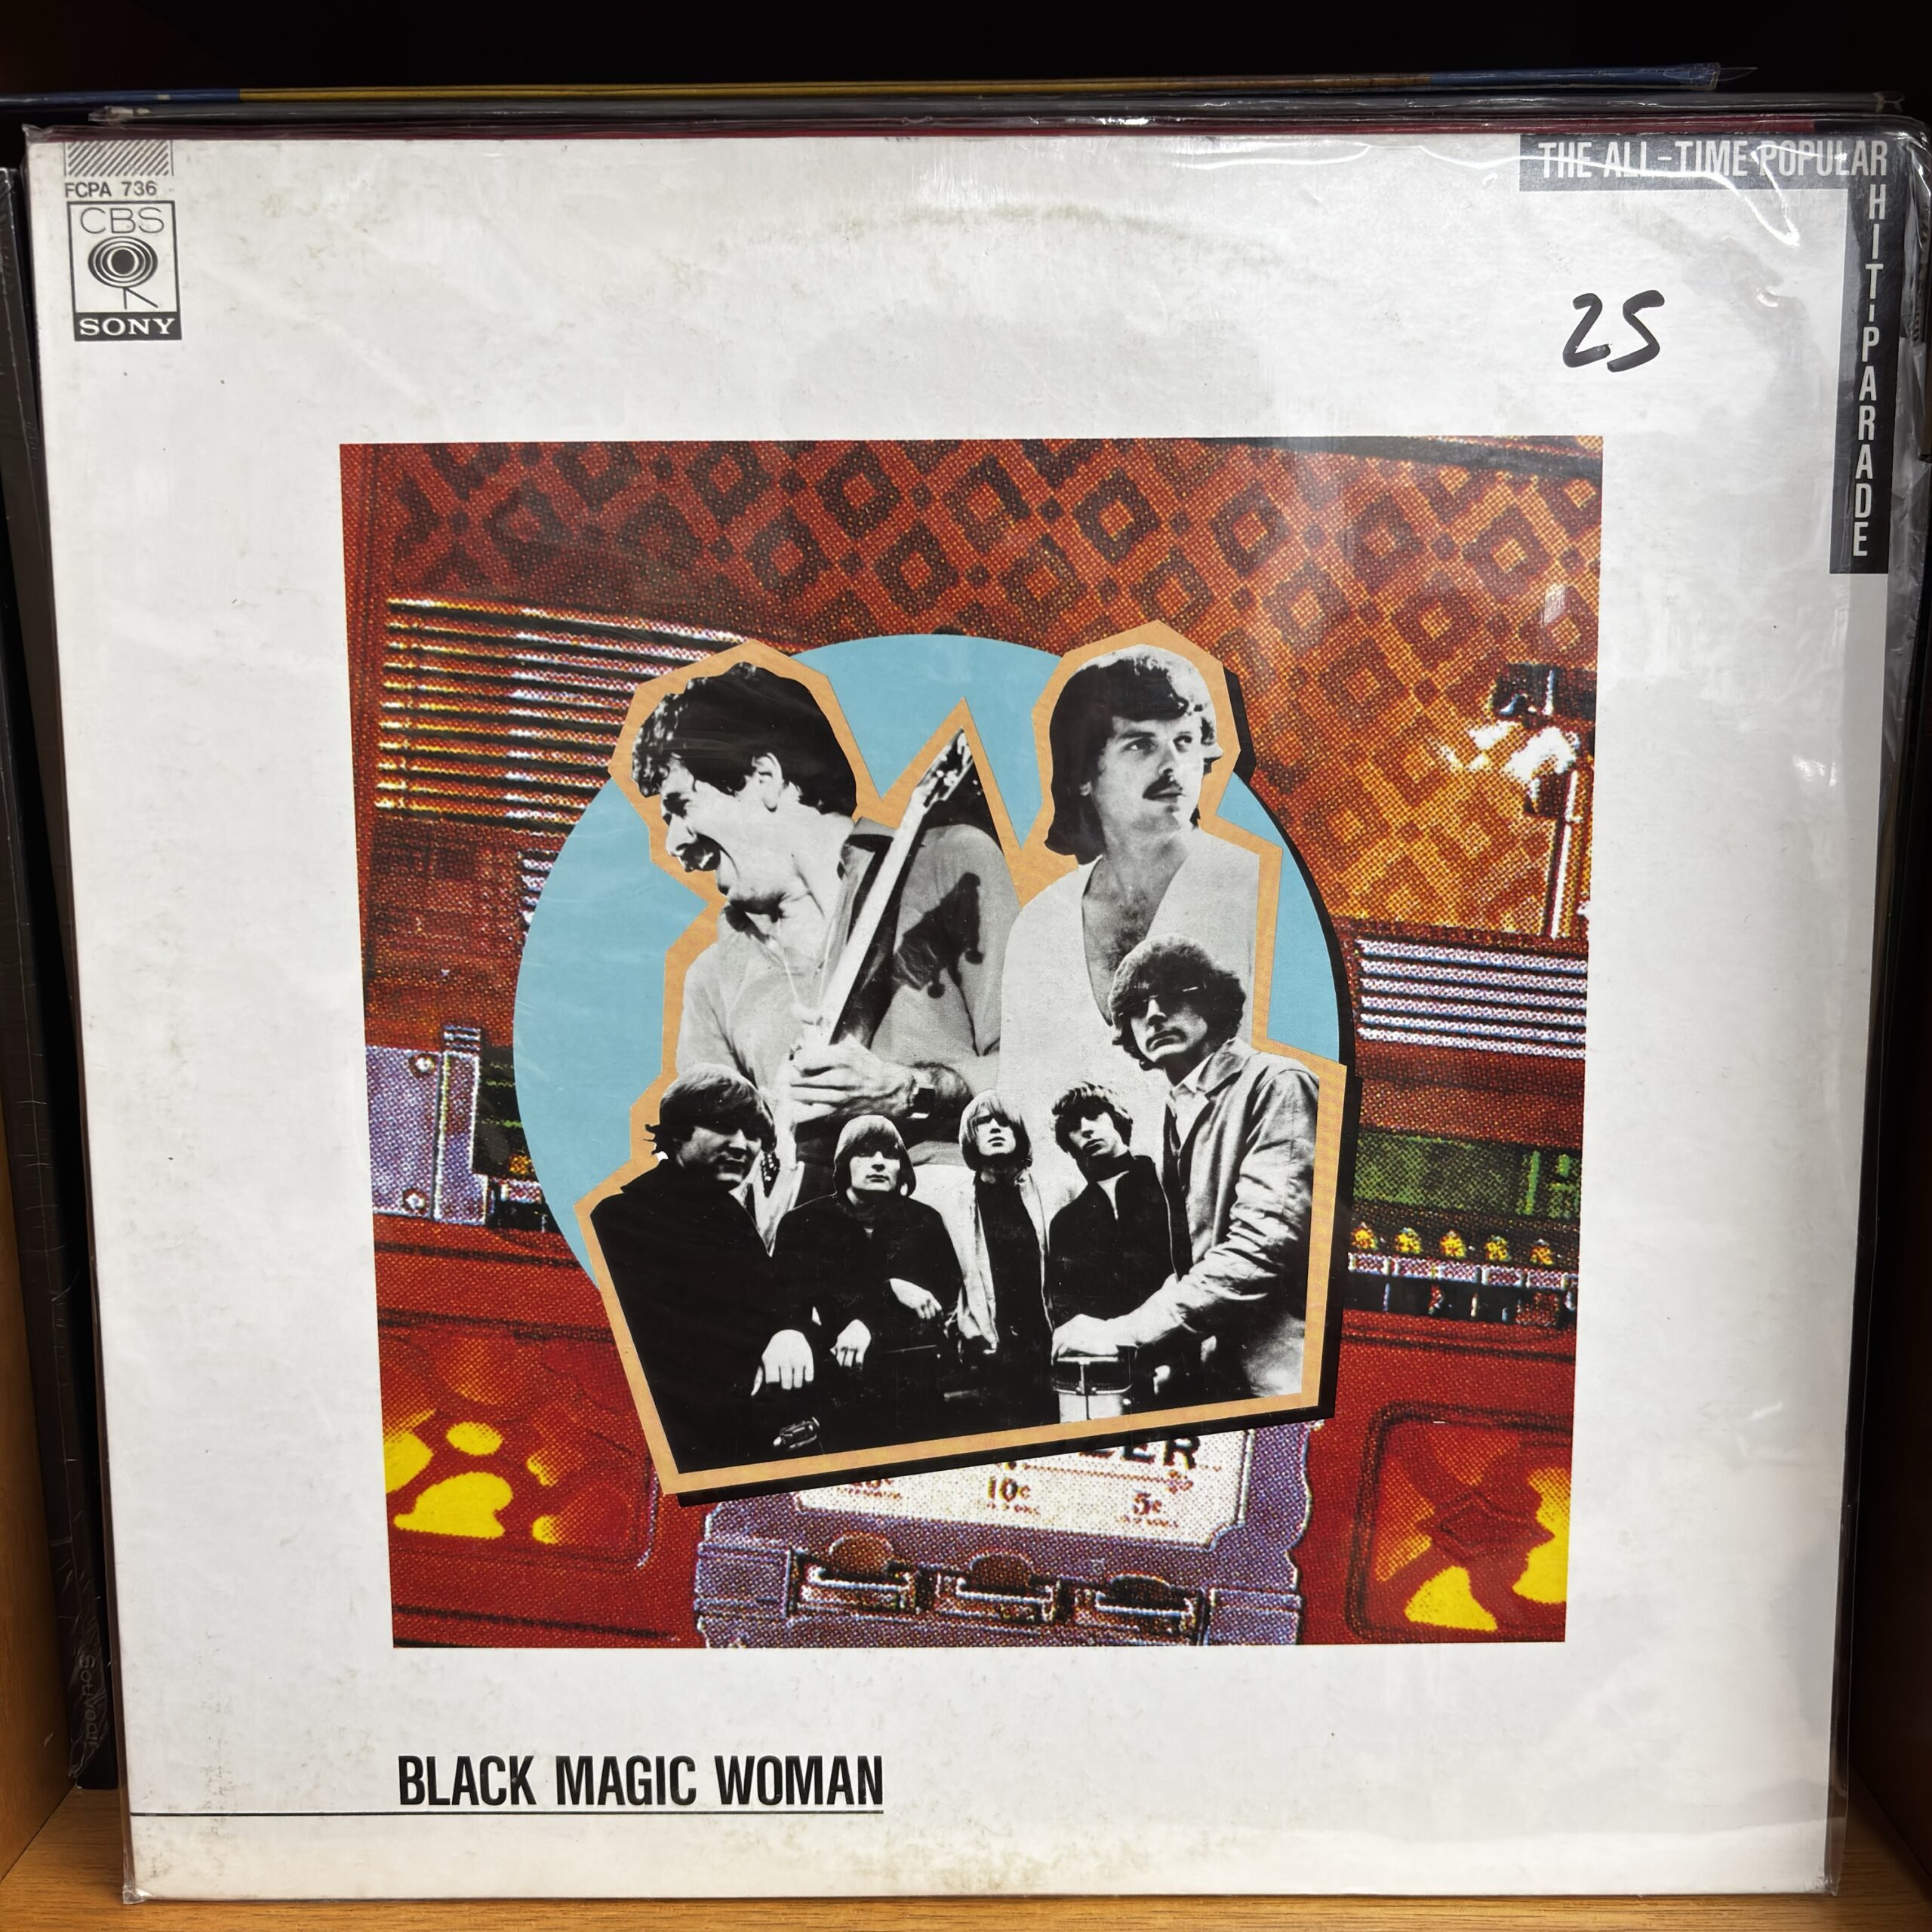 FCPA 736
CBS
SONY
THE ALL-TIME POPULAR
HIT-PARADE
25
10¢
5¢
BLACK MAGIC WOMAN